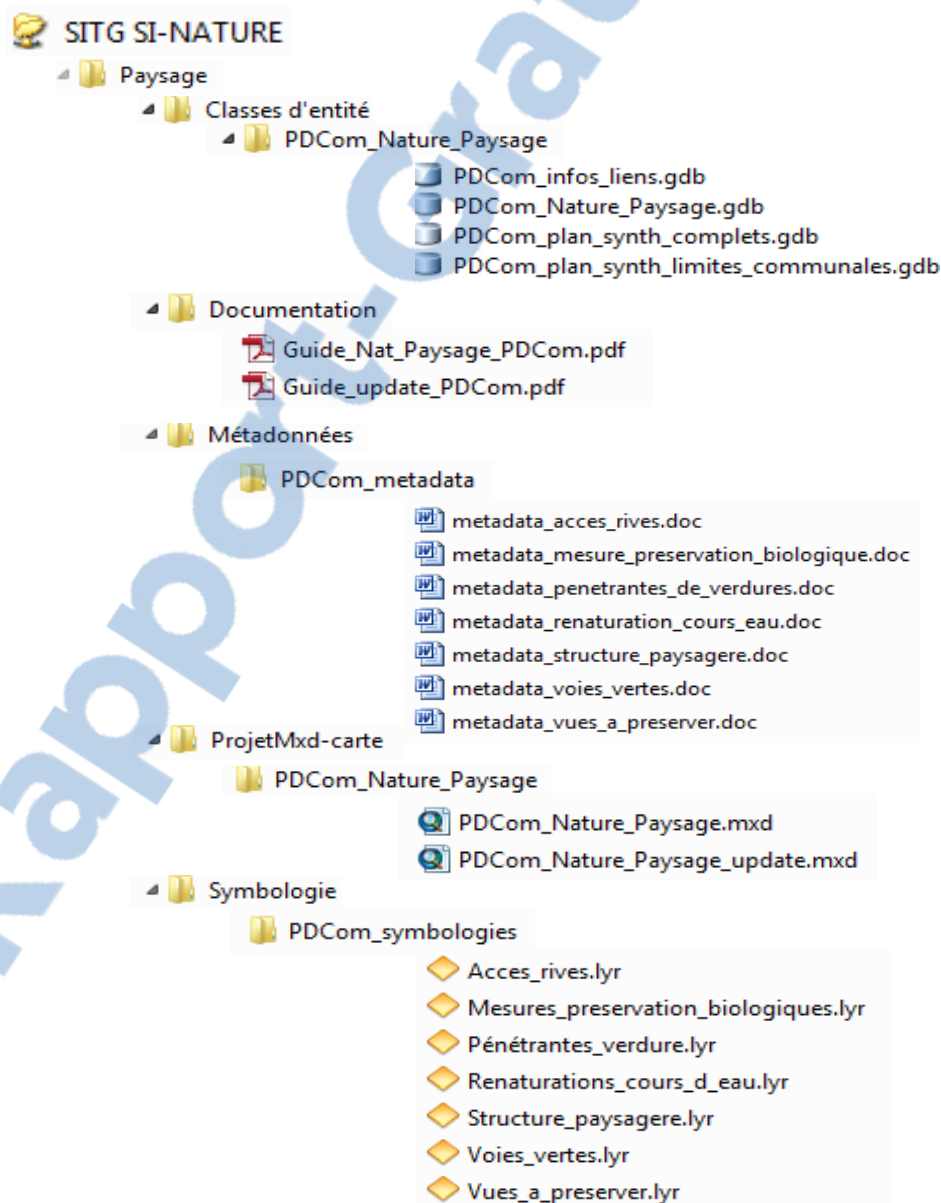 SITG SI-NATURE
Paysage
Classes d'entité
PDCom_Nature_Paysage
PDCom_infos_liens.gdb
PDCom_Nature_Paysage.gdb
PDCom_plan_synth_complets.gdb
PDCom_plan_synth_limites_communales.gdb
Documentation
Guide_Nat_Paysage_PDCom.pdf
Guide_update_PDCom.pdf
Métadonnées
PDCom_metadata
metadata_acces_rives.doc
metadata_mesure_preservation_biologique.doc
metadata_penetrantes_de_verdures.doc
metadata_renaturation_cours_eau.doc
metadata_structure_paysagere.doc
metadata_voies_vertes.doc
metadata_vues_a_preserver.doc
ProjetMxd-carte
PDCom_Nature_Paysage
PDCom_Nature_Paysage.mxd
PDCom_Nature_Paysage_update.mxd
Symbologie
PDCom_symbologies
Acces_rives.lyr
Mesures_preservation_biologiques.lyr
Pénétrantes_verdure.lyr
Renaturations_cours_d_eau.lyr
Structure_paysagere.lyr
Voies_vertes.lyr
Vues_a_preserver.lyr